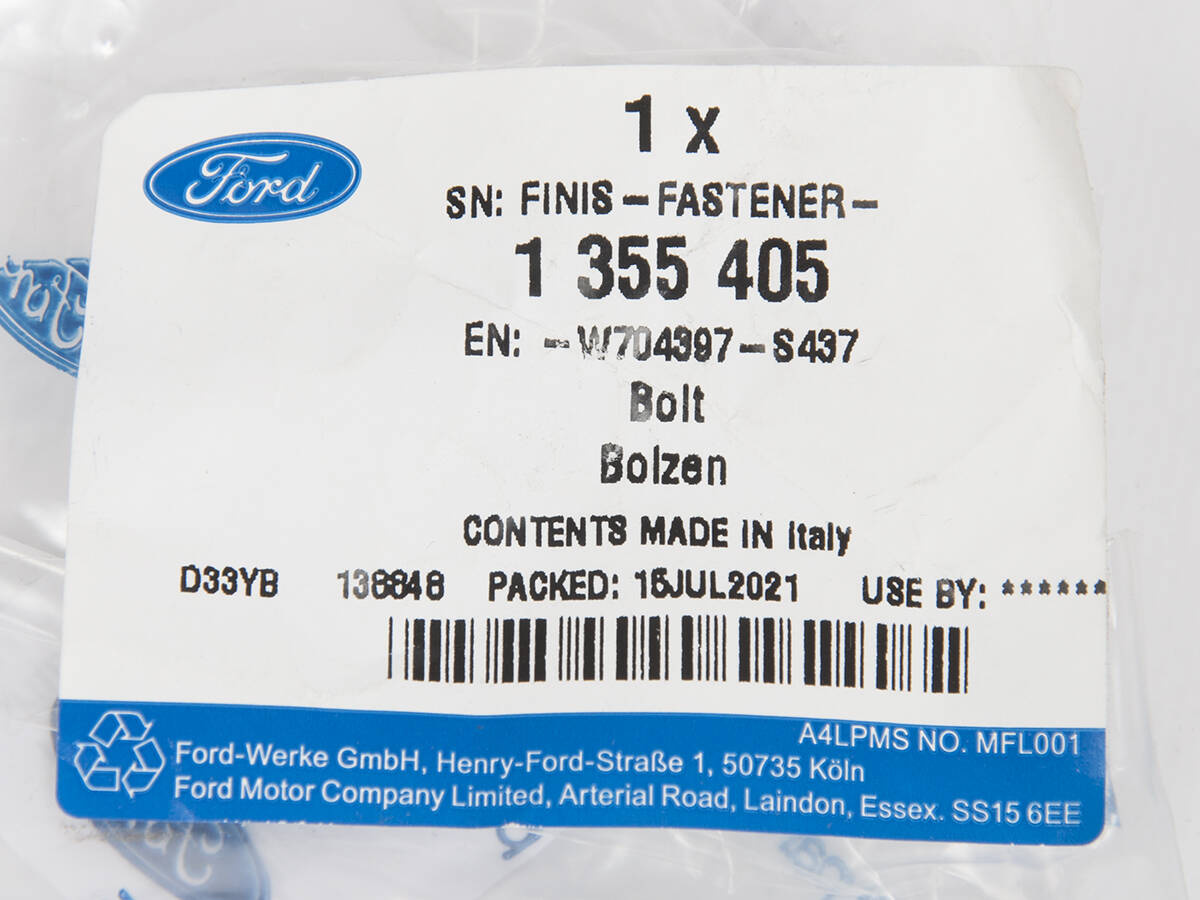 Ford
1 x
SN: FINIS-FASTENER-
1 355 405
EN: -W704397-S437
Bolt
Bolzen
CONTENTS MADE IN Italy
D33YB PACKED: 15JUL2021 USE BY: ******
A4LPMS NO. MFL001
Ford-Werke GmbH, Henry-Ford-Straße 1, 50735 Köln
Ford Motor Company Limited, Arterial Road, Laindon, Essex. SS15 6EE